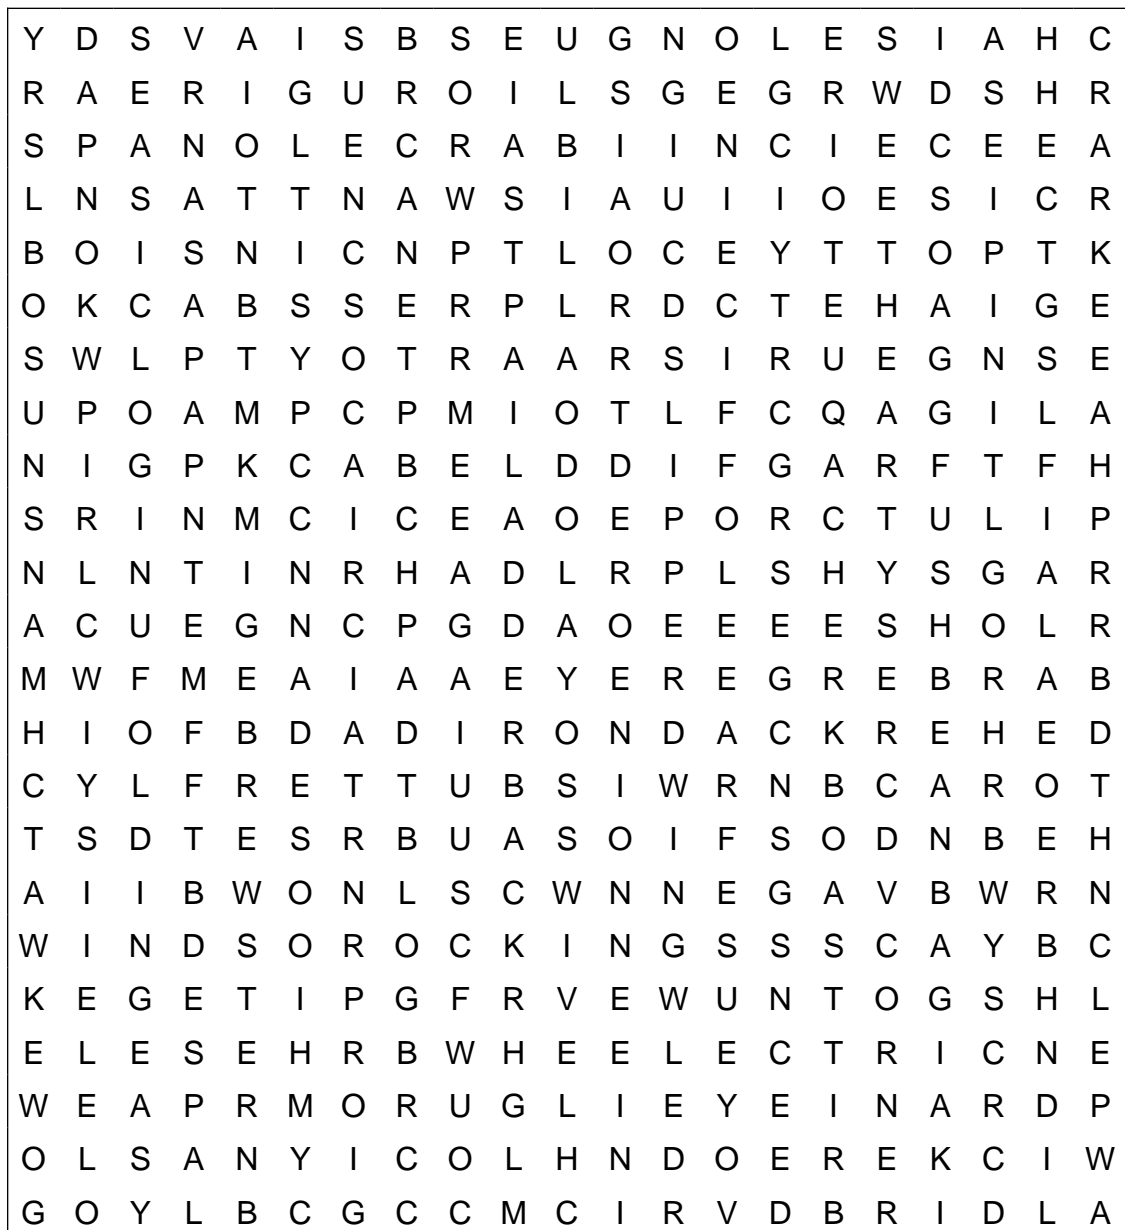 Y D S V A I S B S E U G N O L E S I A H C
R A E R I G U R O I L S G E G R W D S H R
S P A N O L E C R A B I I N C I E C E E A
L N S A T T N A W S I A U I I O E S I C R
B O I S N I C N P T L O C E Y T T O P T K
O K C A B S S E R P L R D C T E H A I G E
S W L P T Y O T R A A R S I R U E G N S E
U P O A M P C P M I O T L F C Q A G I L A
N I G P K C A B E L D D I F G A R F T F H
S R I N M C I C E A O E P O R C T U L I P
N L N T I N R H A D L R P L S H Y S G A R
A C U E G N C P G D A O E E E E S H O L R
M W F M E A I A A E Y E R E G R E B R A B
H I O F B D A D I R O N D A C K R E H E D
C Y L F R E T T U B S I W R N B C A R O T
T S D T E S R B U A S O I F S O D N B E H
A I I B W O N L S C W N N E G A V B W R N
W I N D S O R O C K I N G S S S C A Y B C
K E G E T I P G F R V E W U N T O G S H L
E L E S E H R B W H E E L E C T R I C N E
W E A P R M O R U G L I E Y E I N A R D P
O L S A N Y I C O L H N D O E R E K C I W
G O Y L B C G C C M C I R V D B R I D L A